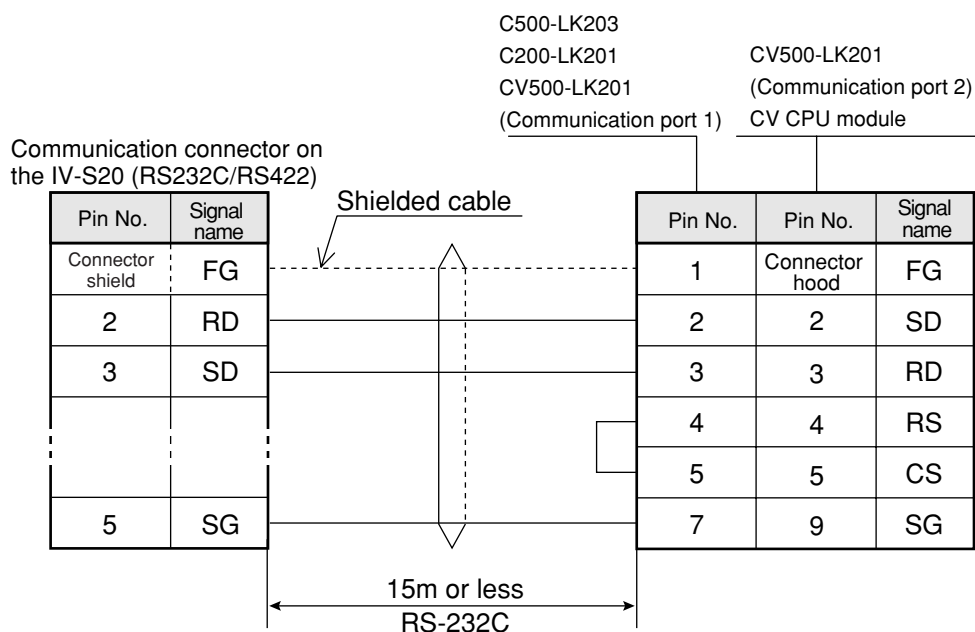 C500-LK203
C200-LK201
CV500-LK201
(Communication port 1)
CV500-LK201
(Communication port 2)
CV CPU module
Communication connector on
the IV-S20 (RS232C/RS422)
Pin No. Signal name
Connector shield FG
2 RD
3 SD
5 SG
Shielded cable
Pin No. Pin No. Signal name
1 Connector hood FG
2 2 SD
3 3 RD
4 4 RS
5 5 CS
7 9 SG
15m or less
RS-232C